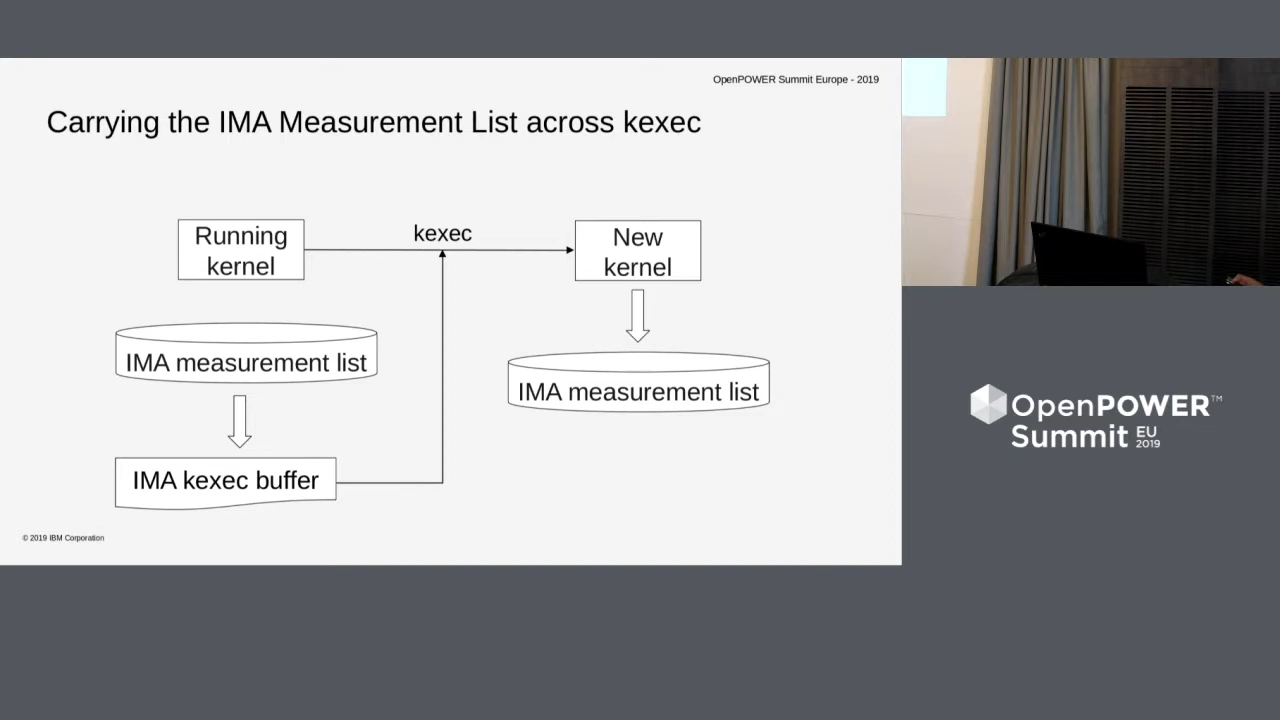 OpenPOWER Summit Europe - 2019
Carrying the IMA Measurement List across kexec
Running
kernel
kexec
New
kernel
IMA measurement list
IMA measurement list
IMA kexec buffer
© 2019 IBM Corporation
OpenPOWER™
Summit EU
2019